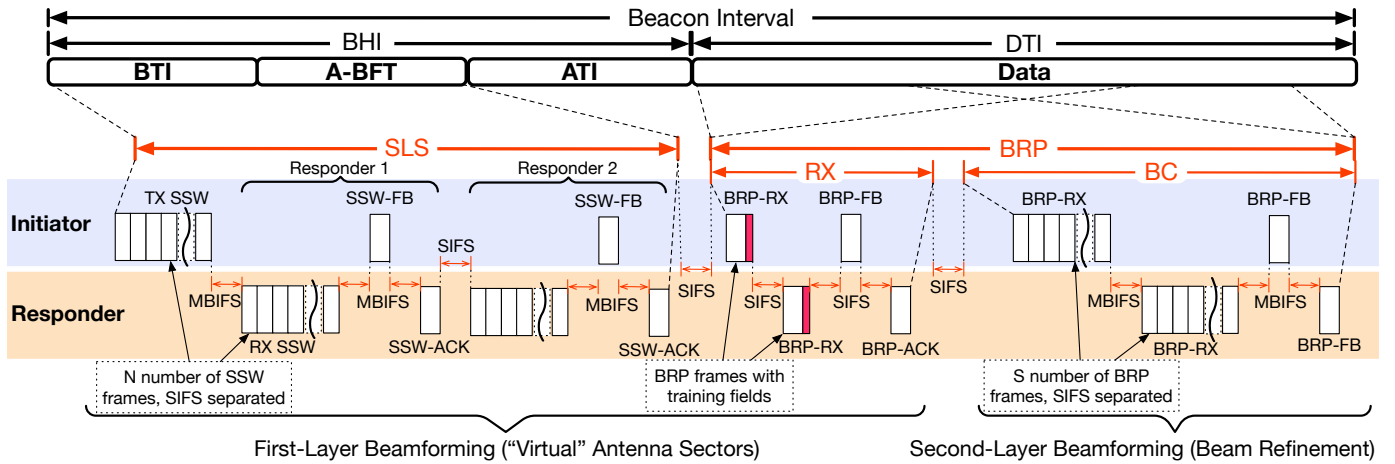 Beacon Interval
BHI
DTI
BTI
A-BFT
ATI
Data
SLS
BRP
RX
BC
Responder 1
Responder 2
Initiator
TX SSW
SSW-FB
SSW-FB
BRP-RX
BRP-FB
BRP-RX
BRP-FB
SIFS
MBIFS
MBIFS
MBIFS
SIFS
SIFS
SIFS
SIFS
MBIFS
MBIFS
Responder
RX SSW
SSW-ACK
SSW-ACK
BRP-RX
BRP-ACK
BRP-RX
BRP-FB
N number of SSW
frames, SIFS separated
BRP frames with
training fields
S number of BRP
frames, SIFS separated
First-Layer Beamforming (“Virtual” Antenna Sectors)
Second-Layer Beamforming (Beam Refinement)